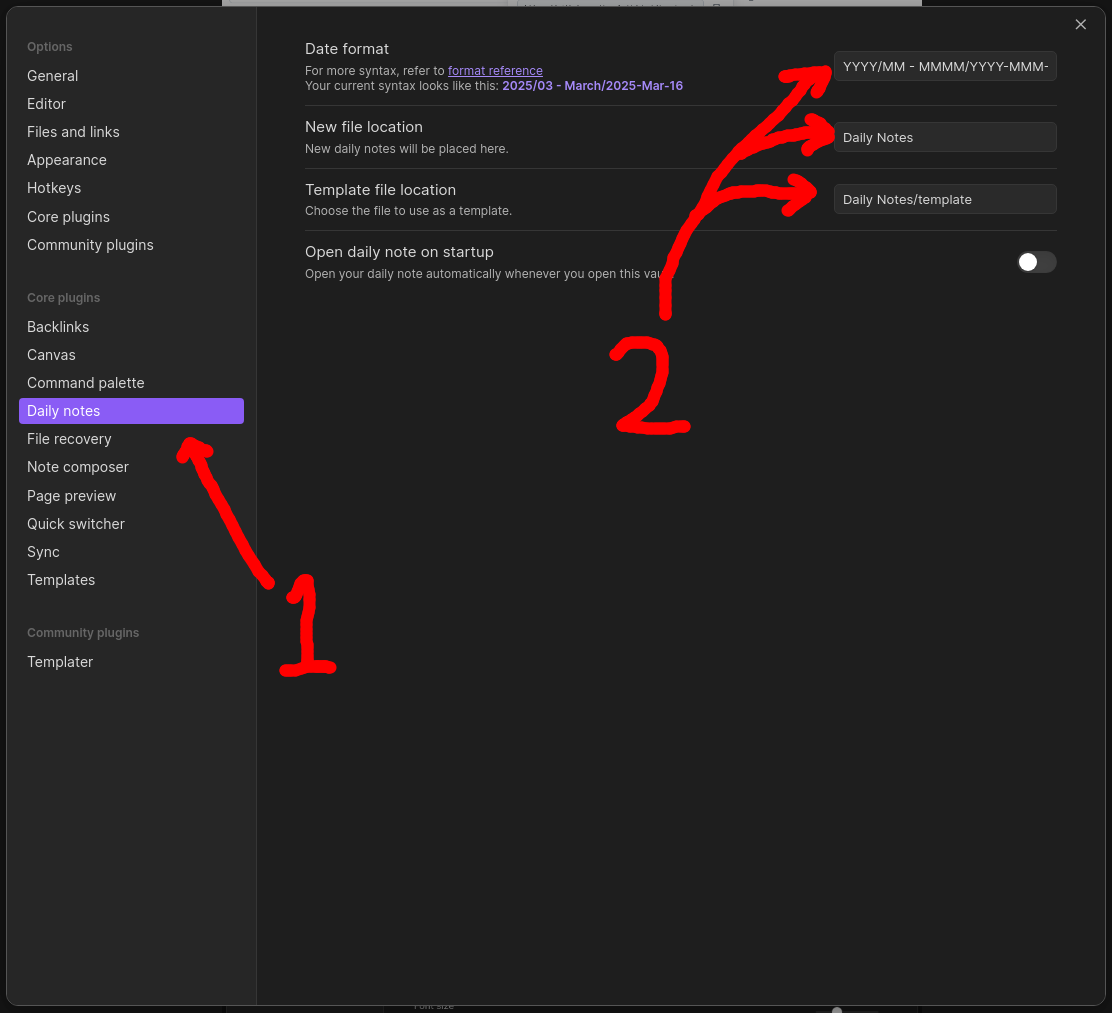 Options
General
Editor
Files and links
Appearance
Hotkeys
Core plugins
Community plugins
Core plugins
Backlinks
Canvas
Command palette
Daily notes
File recovery
Note composer
Page preview
Quick switcher
Sync
Templates
Community plugins
Templater
Date format
For more syntax, refer to format reference
Your current syntax looks like this: 2025/03 - March/2025-Mar-16
YYYY/MM - MMMM/YYYY-MMM-
New file location
New daily notes will be placed here.
Daily Notes
Template file location
Choose the file to use as a template.
Daily Notes/template
Open daily note on startup
Open your daily note automatically whenever you open this
1
2
Font size